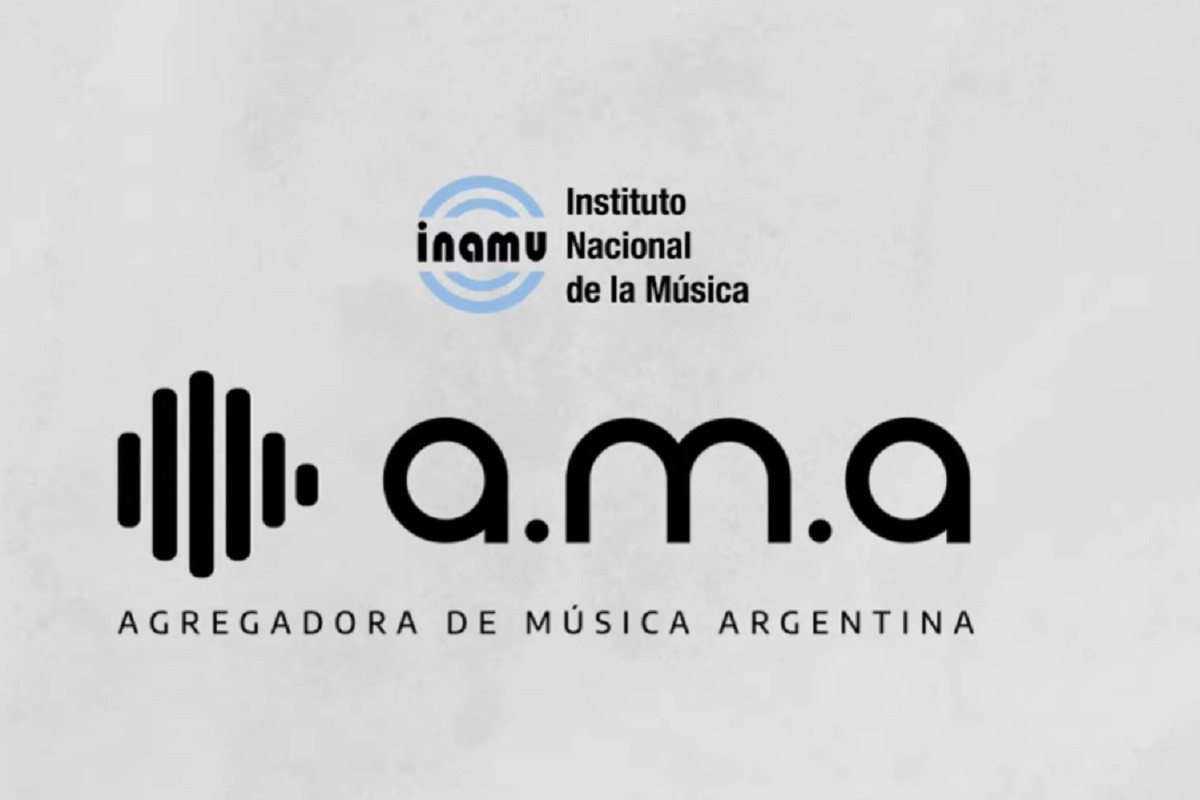 inamu
Instituto
Nacional
de la Música
a.m.a
AGREGADORA DE MÚSICA ARGENTINA